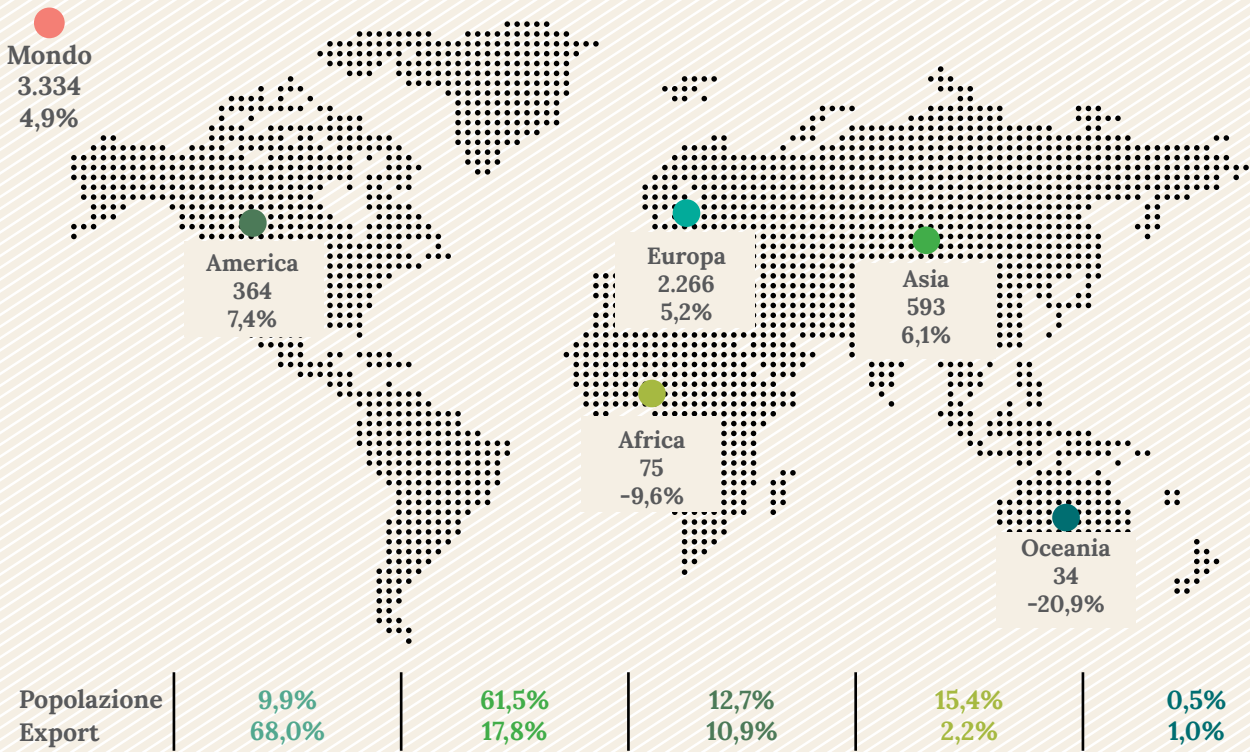 Mondo
3.334
4,9%
America
364
7,4%
Europa
2.266
5,2%
Asia
593
6,1%
Africa
75
-9,6%
Oceania
34
-20,9%
Popolazione 9,9% 61,5% 12,7% 15,4% 0,5%
Export 68,0% 17,8% 10,9% 2,2% 1,0%